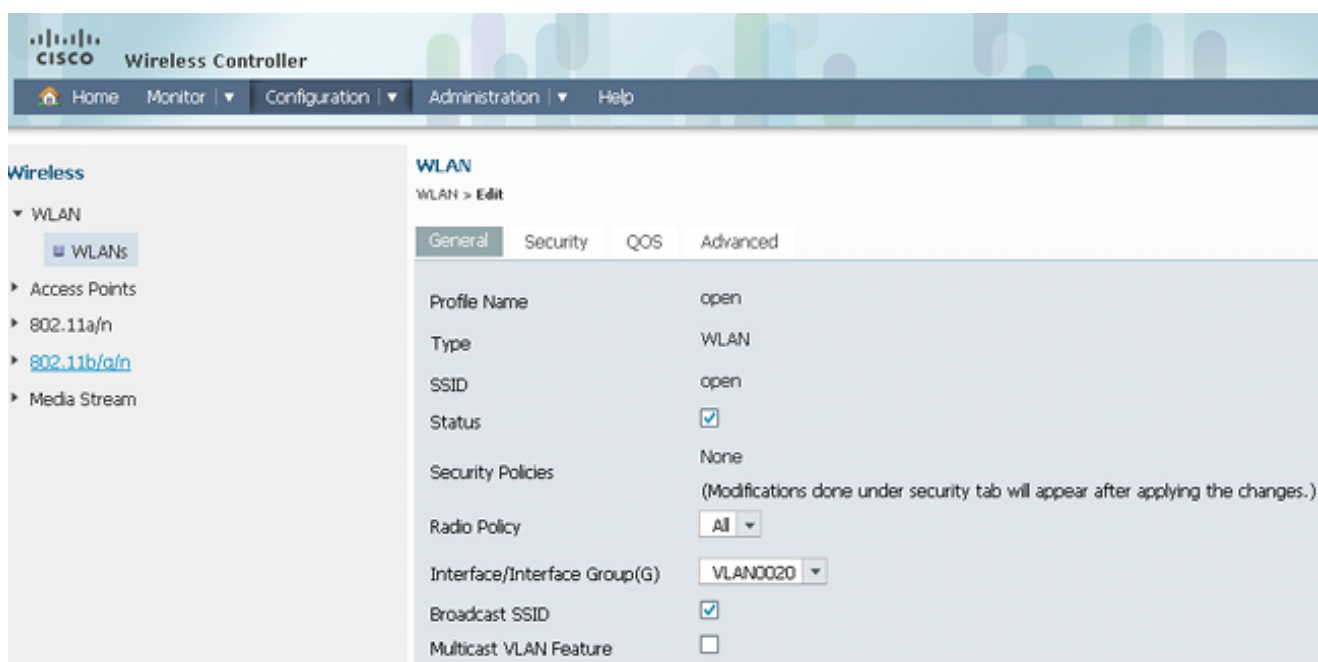 CISCO Wireless Controller
Home Monitor Configuration Administration Help
Wireless
WLAN
WLANs
Access Points
802.11a/n
802.11b/g/n
Media Stream
WLAN
WLAN > Edit
General Security QOS Advanced
Profile Name open
Type WLAN
SSID open
Status
Security Policies None
(Modifications done under security tab will appear after applying the changes.)
Radio Policy All
Interface/Interface Group(G) VLAN0020
Broadcast SSID
Multicast VLAN Feature